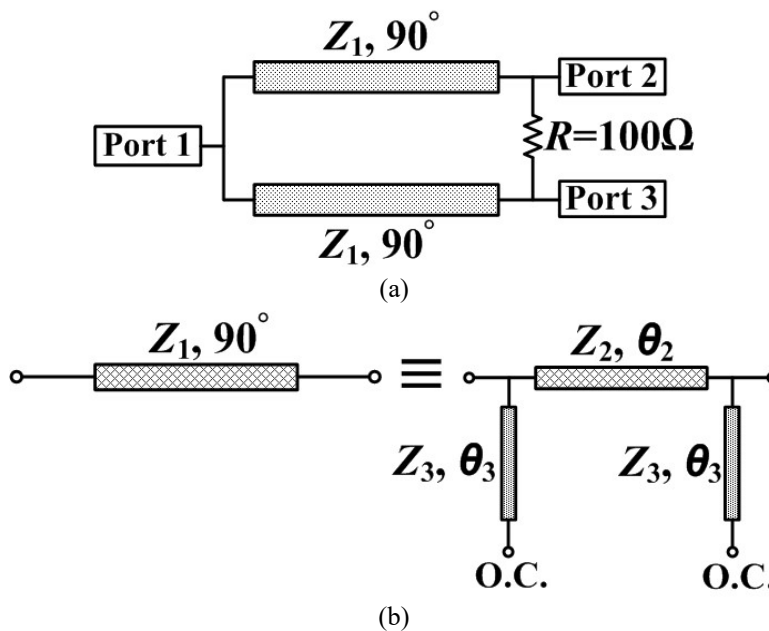 Z₁, 90°
Port 1
Port 2
R=100Ω
Port 3
Z₁, 90°
(a)
Z₁, 90°
≡
Z₂, θ₂
Z₃, θ₃
Z₃, θ₃
O.C.
O.C.
(b)